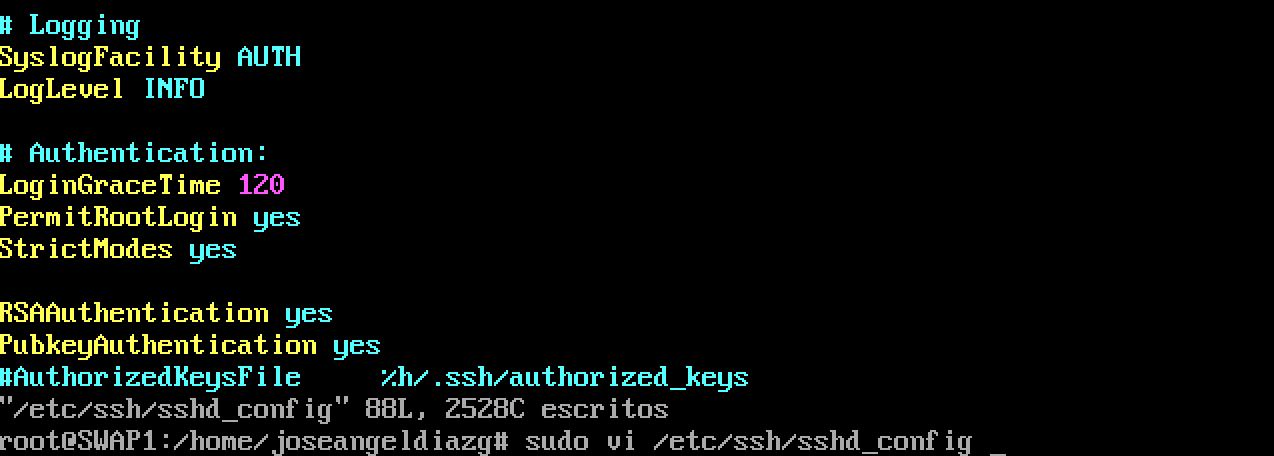 # Logging
SyslogFacility AUTH
LogLevel INFO
# Authentication:
LoginGraceTime 120
PermitRootLogin yes
StrictModes yes
RSAAuthentication yes
PubkeyAuthentication yes
#AuthorizedKeysFile     %h/.ssh/authorized_keys
"/etc/ssh/sshd_config" 88L, 2528C escritos
root@SWAP1:/home/joseangeldiazg# sudo vi /etc/ssh/sshd_config _